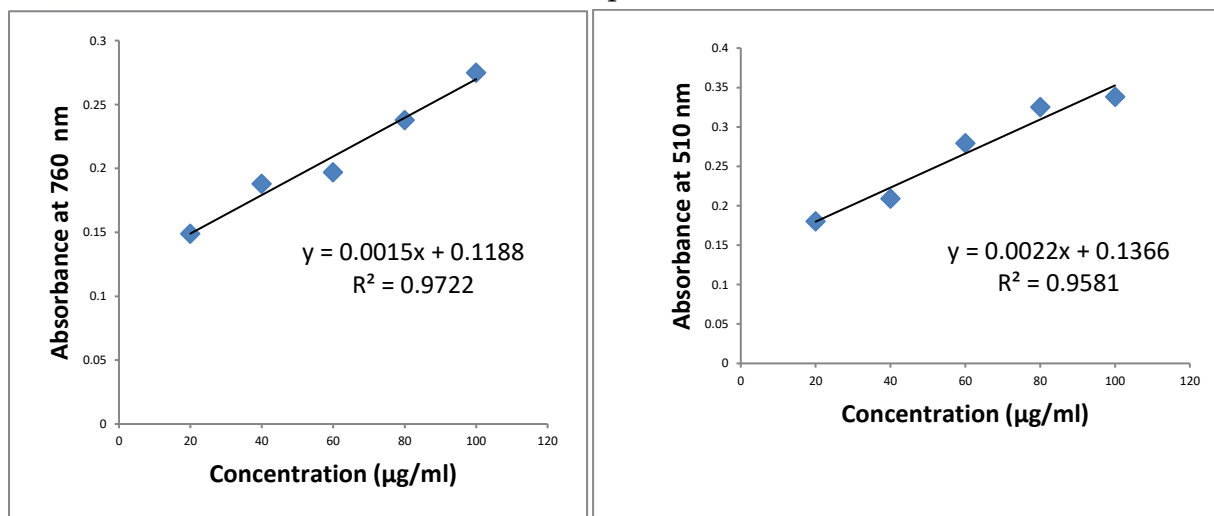 0.3
0.25
0.2
0.15
0.1
0.05
0
0 20 40 60 80 100 120
Absorbance at 760 nm
Concentration (µg/ml)
y = 0.0015x + 0.1188
R² = 0.9722
0.4
0.35
0.3
0.25
0.2
0.15
0.1
0.05
0
0 20 40 60 80 100 120
Absorbance at 510 nm
Concentration (µg/ml)
y = 0.0022x + 0.1366
R² = 0.9581